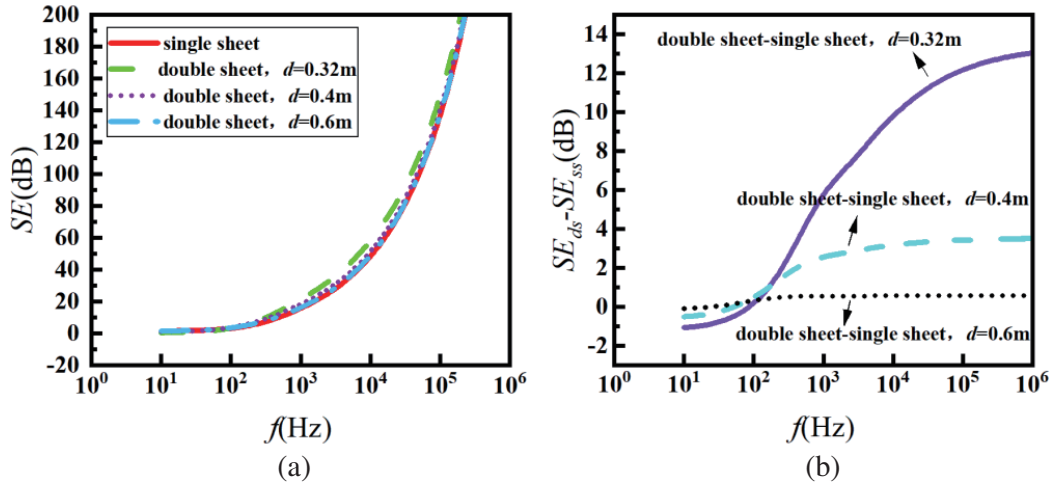 (a)
200
180
160
140
120
100
80
60
40
20
0
-20
SE(dB)
single sheet
double sheet，d=0.32m
double sheet，d=0.4m
double sheet，d=0.6m
10⁰ 10¹ 10² 10³ 10⁴ 10⁵ 10⁶
f(Hz)
(a)
(b)
14
12
10
8
6
4
2
0
-2
SE_ds-SE_ss(dB)
double sheet-single sheet，d=0.32m
double sheet-single sheet，d=0.4m
double sheet-single sheet，d=0.6m
10⁰ 10¹ 10² 10³ 10⁴ 10⁵ 10⁶
f(Hz)
(b)